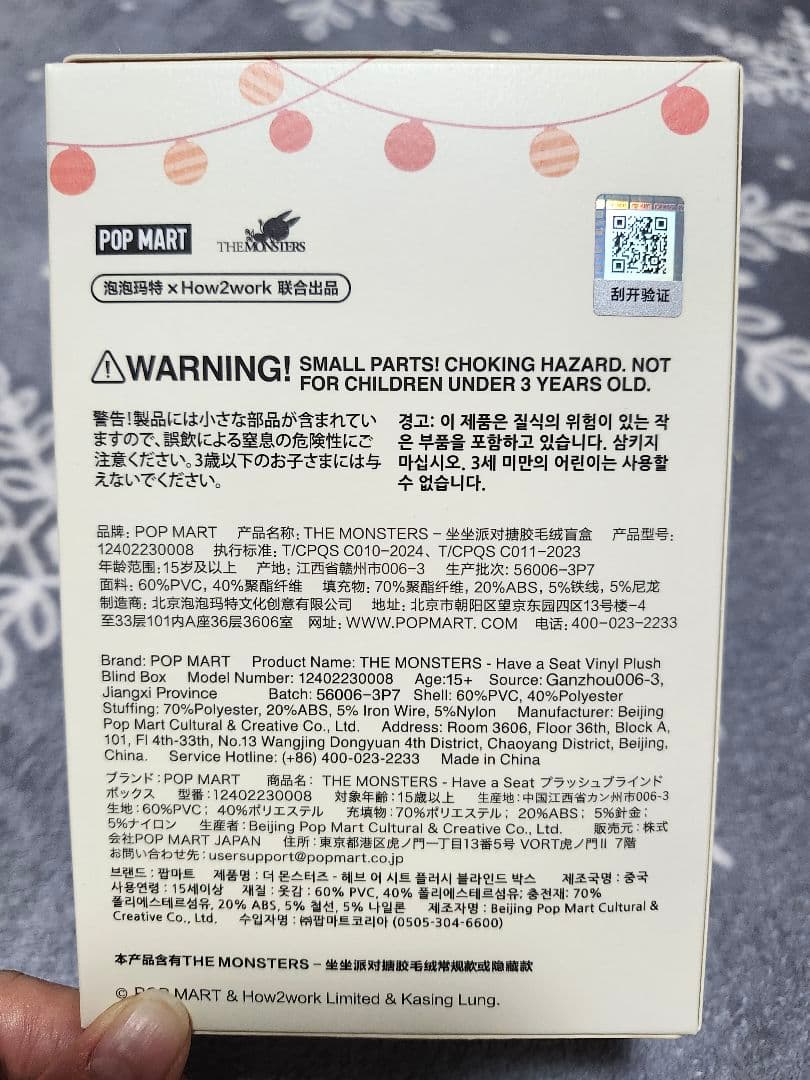 POP MART
THE MONSTERS
泡泡玛特 × How2work 联合出品
刮开验证
WARNING! SMALL PARTS! CHOKING HAZARD. NOT
FOR CHILDREN UNDER 3 YEARS OLD.
警告!製品には小さな部品が含まれてい
ますので、誤飲による窒息の危険性にご
注意ください。3歳以下のお子さまには与
えないでください。
경고: 이 제품은 질식의 위험이 있는 작
은 부품을 포함하고 있습니다. 삼키지
마십시오. 3세 미만의 어린이는 사용할
수 없습니다.
品牌: POP MART 产品名称: THE MONSTERS – 坐坐派对搪胶毛绒盲盒 产品型号:
12402230008 执行标准: T/CPQS C010-2024、T/CPQS C011-2023
年龄范围: 15岁及以上 产地: 江西省赣州市006-3 生产批次: 56006-3P7
面料: 60%PVC, 40%聚酯纤维 填充物: 70%聚酯纤维, 20%ABS, 5%铁线, 5%尼龙
制造商: 北京泡泡玛特文化创意有限公司 地址: 北京市朝阳区望京东园四区13号楼-4
至33层101内A座36层3606室 网址: WWW.POPMART. COM 电话: 400-023-2233
Brand: POP MART Product Name: THE MONSTERS - Have a Seat Vinyl Plush
Blind Box Model Number: 12402230008 Age:15+ Source: Ganzhou006-3,
Jiangxi Province Batch: 56006-3P7 Shell: 60%PVC, 40%Polyester
Stuffing: 70%Polyester, 20%ABS, 5% Iron Wire, 5%Nylon Manufacturer: Beijing
Pop Mart Cultural & Creative Co., Ltd. Address: Room 3606, Floor 36th, Block A,
101, Fl 4th-33th, No.13 Wangjing Dongyuan 4th District, Chaoyang District, Beijing,
China. Service Hotline: (+86) 400-023-2233 Made in China
ブランド: POP MART 商品名: THE MONSTERS - Have a Seat プラッシュブラインド
ボックス 型番: 12402230008 対象年齢: 15歳以上 生産地: 中国江西省カン州市006-3
生地: 60%PVC; 40%ポリエステル 充填物: 70%ポリエステル; 20%ABS; 5%針金;
5%ナイロン 生産者: Beijing Pop Mart Cultural & Creative Co., Ltd. 販売元: 株式
会社POP MART JAPAN 住所: 東京都港区虎ノ門一丁目13番5号 VORT虎ノ門II 7階
お問い合わせ先: usersupport@popmart.co.jp
브랜드 : 팝마트 제품명 : 더 몬스터즈 - 헤브 어 시트 플러시 블라인드 박스 제조국명 : 중국
사용연령 : 15세이상 재질 : 옷감 : 60% PVC, 40% 폴리에스테르섬유; 충전재: 70%
폴리에스테르섬유, 20% ABS, 5% 철선, 5% 나일론 제조자명 : Beijing Pop Mart Cultural &
Creative Co., Ltd. 수입자명 : ㈜팝마트코리아 (0505-304-6600)
本产品含有THE MONSTERS – 坐坐派对搪胶毛绒常规款或隐藏款
© POP MART & How2work Limited & Kasing Lung.